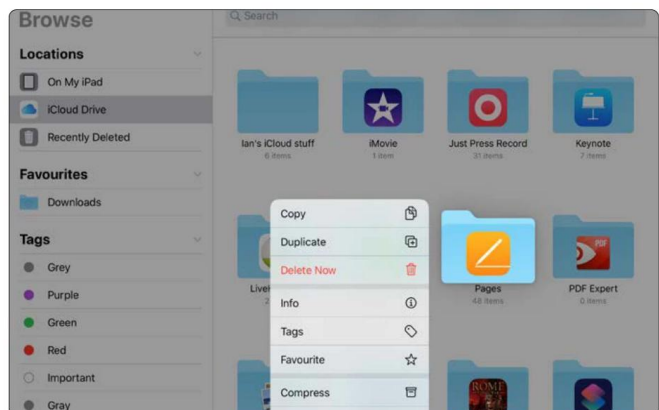 Browse
Search
Locations
On My iPad
iCloud Drive
Recently Deleted
Favourites
Downloads
Tags
Grey
Purple
Green
Red
Important
Gray
Ian's iCloud stuff
6 items
iMovie
1 item
Just Press Record
31 items
Keynote
7 items
Copy
Duplicate
Delete Now
Info
Tags
Favourite
Compress
Pages
48 items
PDF
PDF Expert
0 items
ROME